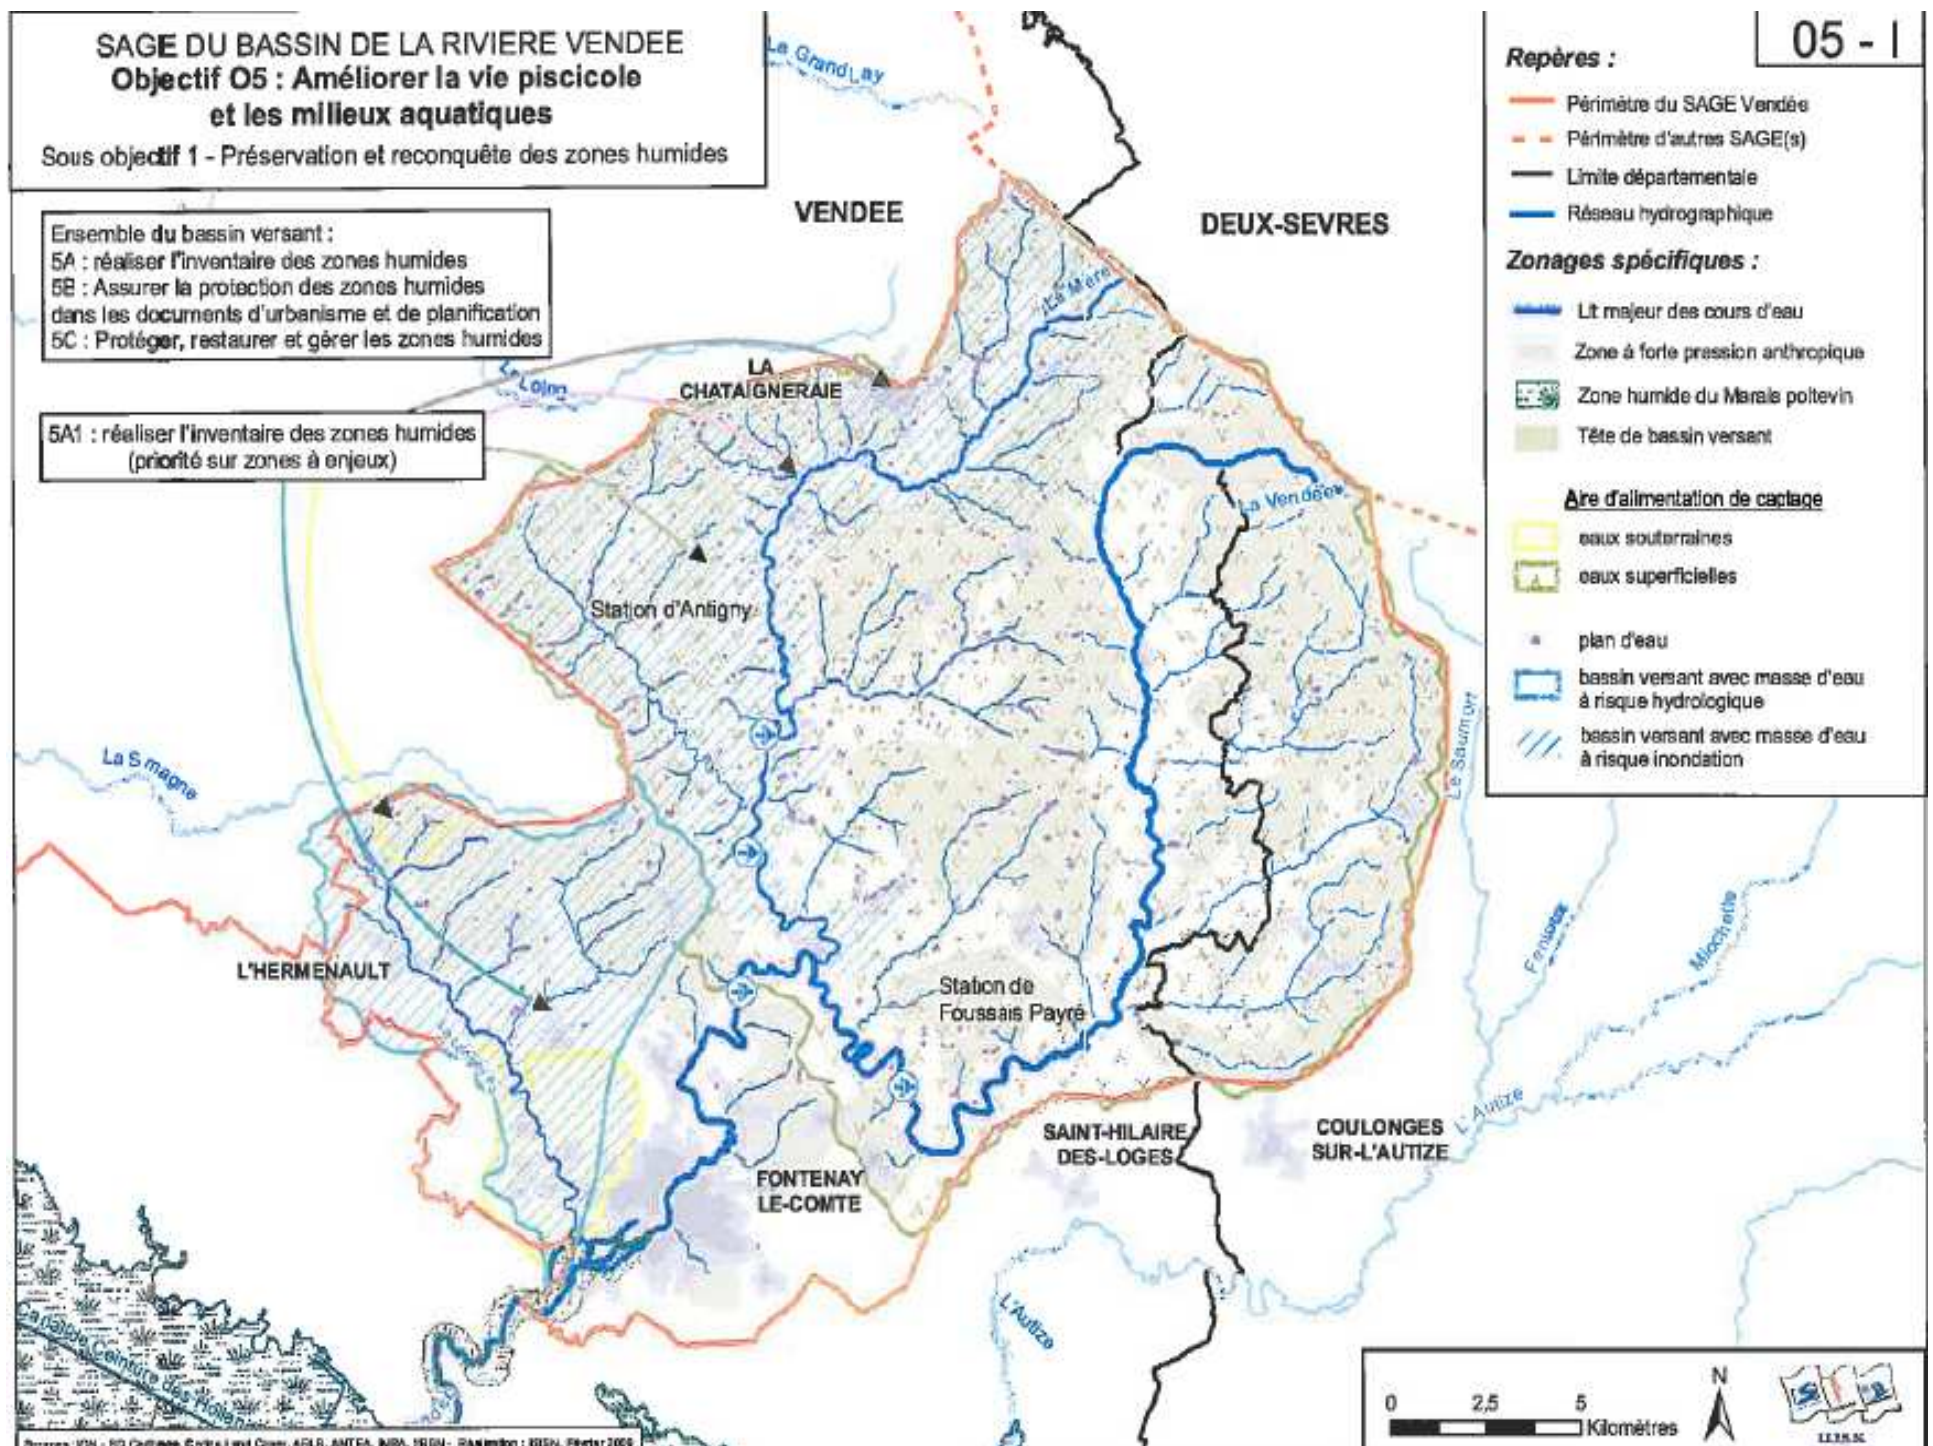 SAGE DU BASSIN DE LA RIVIERE VENDEE
Objectif O5 : Améliorer la vie piscicole
et les milieux aquatiques
Sous objectif 1 - Préservation et reconquête des zones humides
Ensemble du bassin versant :
5A : réaliser l'inventaire des zones humides
5B : Assurer la protection des zones humides
dans les documents d'urbanisme et de planification
5C : Protéger, restaurer et gérer les zones humides
5A1 : réaliser l'inventaire des zones humides
(priorité sur zones à enjeux)
05 - I
Repères :
Périmètre du SAGE Vendée
Périmètre d'autres SAGE(s)
Limite départementale
Réseau hydrographique
Zonages spécifiques :
Lit majeur des cours d'eau
Zone à forte pression anthropique
Zone humide du Marais poitevin
Tête de bassin versant
Aire d'alimentation de captage
eaux souterraines
eaux superficielles
plan d'eau
bassin versant avec masse d'eau
à risque hydrologique
bassin versant avec masse d'eau
à risque inondation
La Grand Lay
VENDEE
DEUX-SEVRES
La Mère
LA
CHATAIGNERAIE
Le Loing
La Vendée
Station d'Antigny
La Smagne
Le Saumort
L'HERMENAULT
Station de
Foussais Payré
Fenioux
Miochette
L'Autize
SAINT-HILAIRE
DES-LOGES
COULONGES
SUR-L'AUTIZE
FONTENAY
LE-COMTE
L'Autize
0 2,5 5
Kilomètres
N